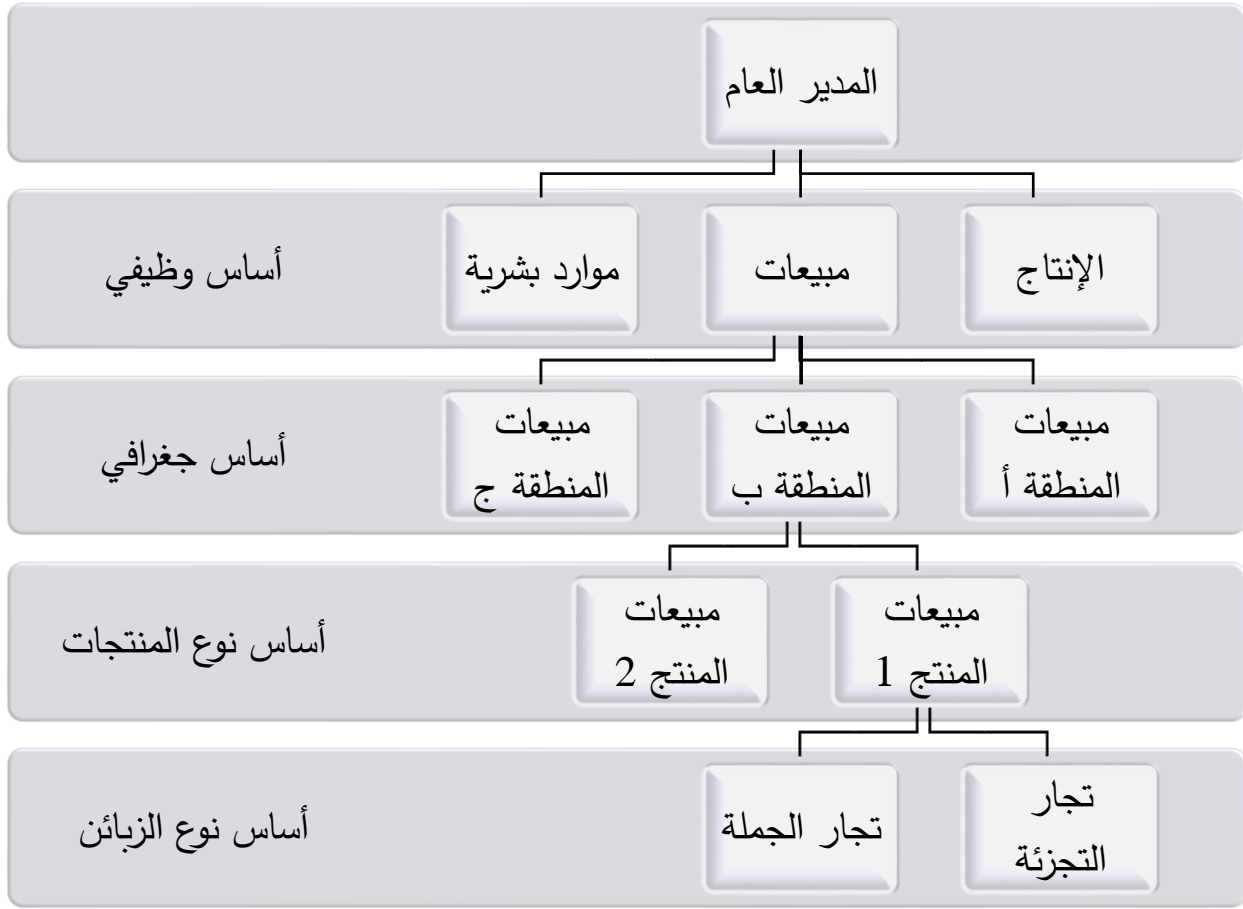 المدير العام
الإنتاج
مبيعات
موارد بشرية
أساس وظيفي
مبيعات
المنطقة أ
مبيعات
المنطقة ب
مبيعات
المنطقة ج
أساس جغرافي
مبيعات
المنتج 1
مبيعات
المنتج 2
أساس نوع المنتجات
تجار
التجزئة
تجار الجملة
أساس نوع الزبائن